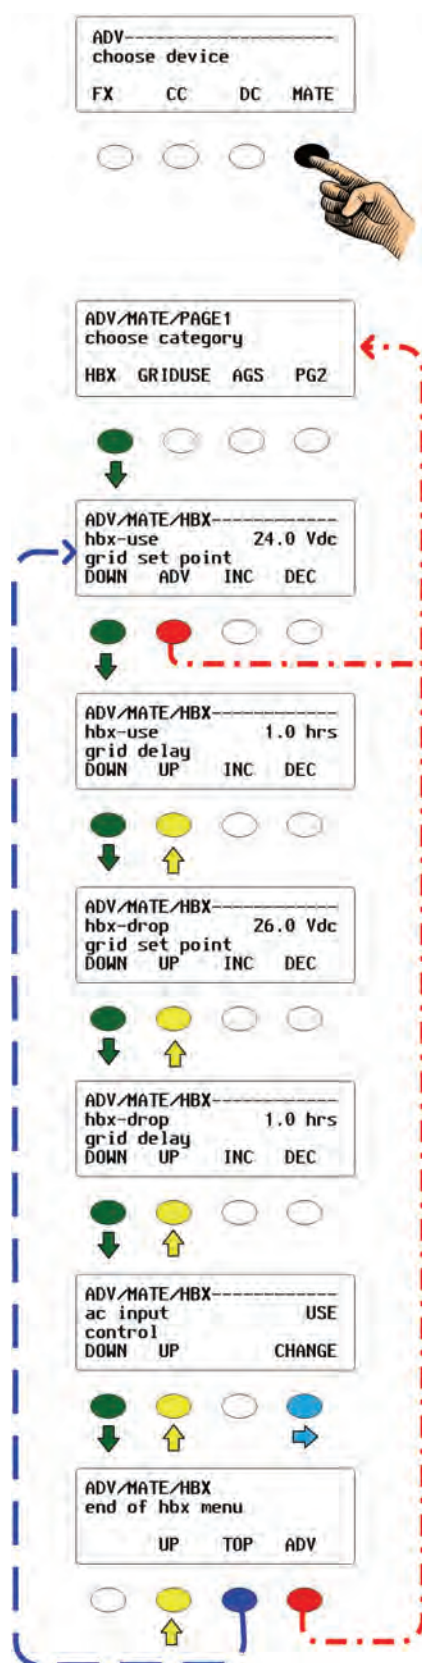 ADV-----------------------
choose device
FX CC DC MATE
ADV/MATE/PAGE1
choose category
HBX GRIDUSE AGS PG2
ADV/MATE/HBX-------------
hbx-use 24.0 Vdc
grid set point
DOWN ADV INC DEC
ADV/MATE/HBX-------------
hbx-use 1.0 hrs
grid delay
DOWN UP INC DEC
ADV/MATE/HBX-------------
hbx-drop 26.0 Vdc
grid set point
DOWN UP INC DEC
ADV/MATE/HBX-------------
hbx-drop 1.0 hrs
grid delay
DOWN UP INC DEC
ADV/MATE/HBX-------------
ac input USE
control
DOWN UP CHANGE
ADV/MATE/HBX
end of hbx menu
UP TOP ADV